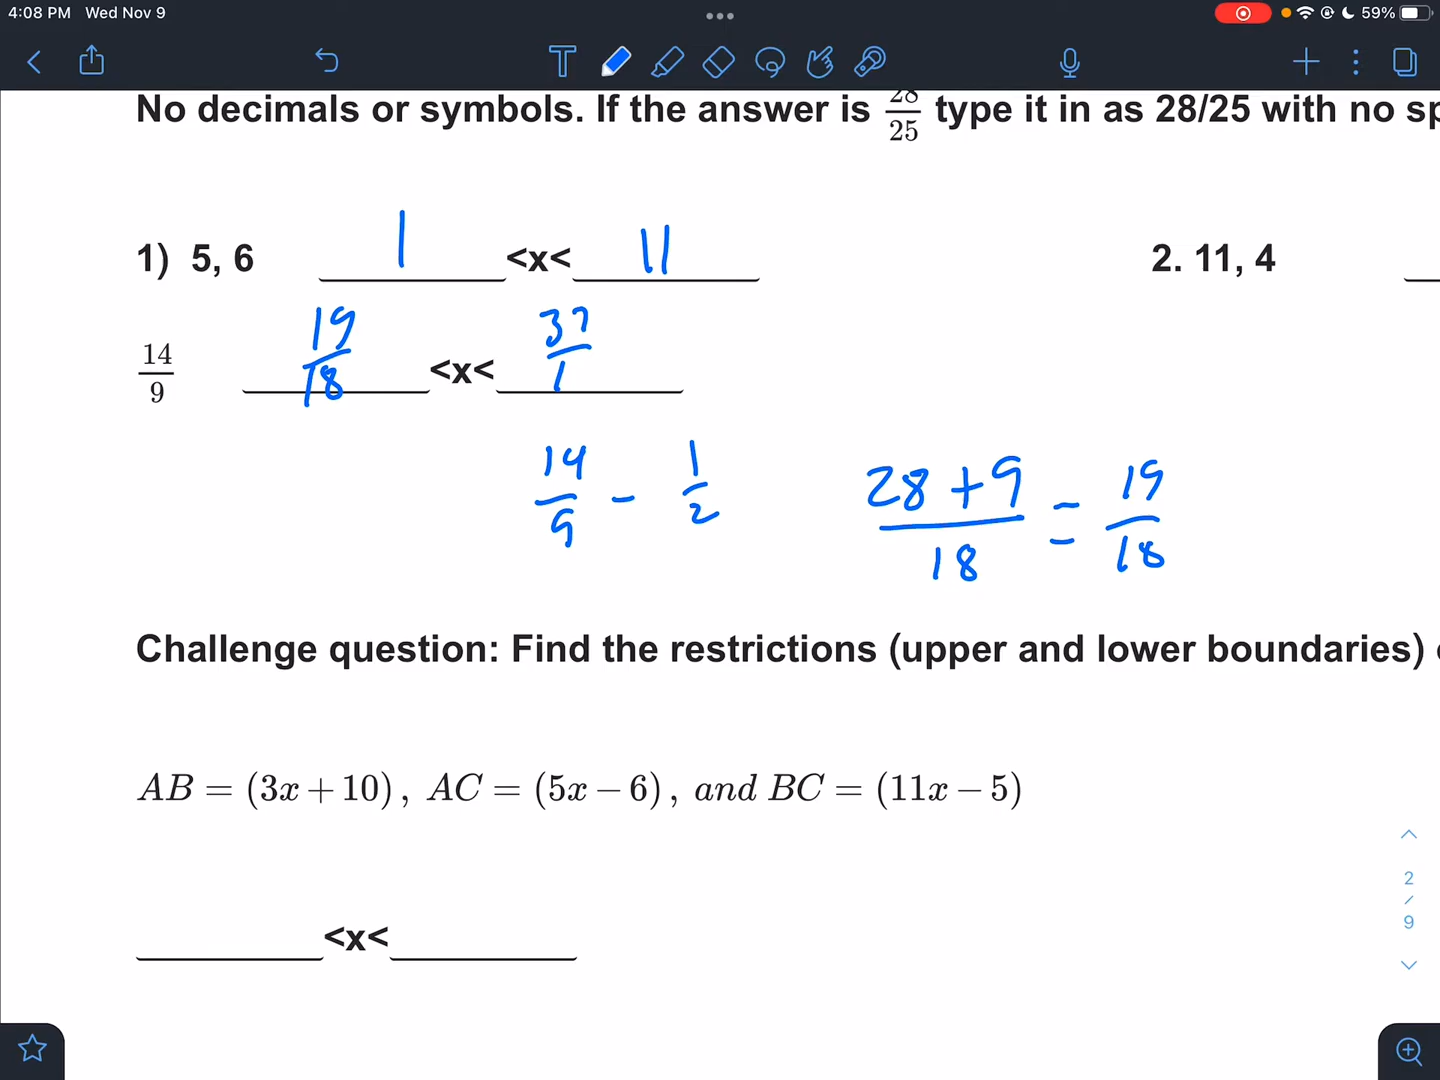 4:08 PM Wed Nov 9 59%
No decimals or symbols. If the answer is 28/25 type it in as 28/25 with no sp
1) 5, 6 1 <x< 11 2. 11, 4
14/9 19/18 <x< 37/1
14/9 - 1/2 28 + 9/18 = 19/18
Challenge question: Find the restrictions (upper and lower boundaries)
AB = (3x + 10), AC = (5x − 6), and BC = (11x − 5)
<x<
2
/
9